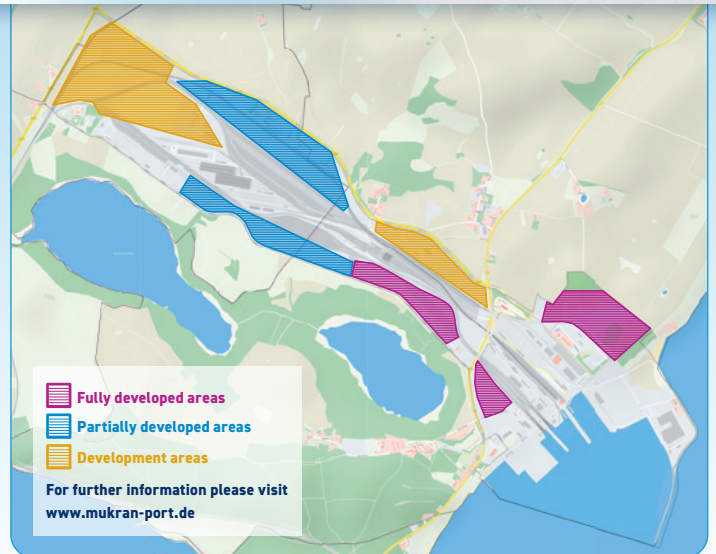 Fully developed areas
Partially developed areas
Development areas
For further information please visit
www.mukran-port.de